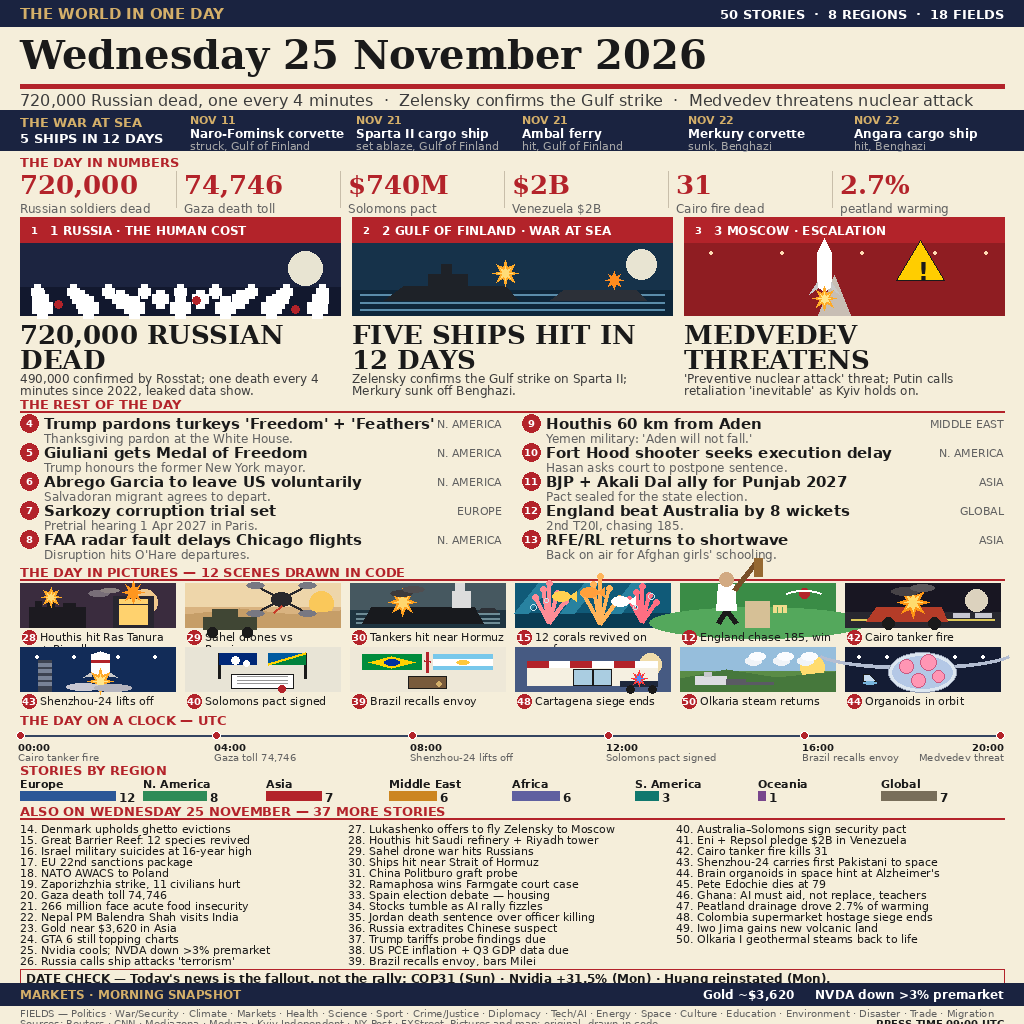 THE WORLD IN ONE DAY
50 STORIES · 8 REGIONS · 18 FIELDS
Wednesday 25 November 2026
720,000 Russian dead, one every 4 minutes · Zelensky confirms the Gulf strike · Medvedev threatens nuclear attack
THE WAR AT SEA
5 SHIPS IN 12 DAYS
NOV 11
Naro-Fominsk corvette
struck, Gulf of Finland
NOV 21
Sparta II cargo ship
set ablaze, Gulf of Finland
NOV 21
Ambal ferry
hit, Gulf of Finland
NOV 22
Merkury corvette
sunk, Benghazi
NOV 22
Angara cargo ship
hit, Benghazi
THE DAY IN NUMBERS
720,000
Russian soldiers dead
74,746
Gaza death toll
$740M
Solomons pact
$2B
Venezuela $2B
31
Cairo fire dead
2.7%
peatland warming
1 1 RUSSIA · THE HUMAN COST
720,000 RUSSIAN
DEAD
490,000 confirmed by Rosstat; one death every 4
minutes since 2022, leaked data show.
2 2 GULF OF FINLAND · WAR AT SEA
FIVE SHIPS HIT IN
12 DAYS
Zelensky confirms the Gulf strike on Sparta II;
Merkury sunk off Benghazi.
3 3 MOSCOW · ESCALATION
!
MEDVEDEV
THREATENS
'Preventive nuclear attack' threat; Putin calls
retaliation 'inevitable' as Kyiv holds on.
THE REST OF THE DAY
4 Trump pardons turkeys 'Freedom' + 'Feathers' N. AMERICA
Thanksgiving pardon at the White House.
5 Giuliani gets Medal of Freedom N. AMERICA
Trump honours the former New York mayor.
6 Abrego Garcia to leave US voluntarily N. AMERICA
Salvadoran migrant agrees to depart.
7 Sarkozy corruption trial set EUROPE
Pretrial hearing 1 Apr 2027 in Paris.
8 FAA radar fault delays Chicago flights N. AMERICA
Disruption hits O'Hare departures.
9 Houthis 60 km from Aden MIDDLE EAST
Yemen military: 'Aden will not fall.'
10 Fort Hood shooter seeks execution delay N. AMERICA
Hasan asks court to postpone sentence.
11 BJP + Akali Dal ally for Punjab 2027 ASIA
Pact sealed for the state election.
12 England beat Australia by 8 wickets GLOBAL
2nd T20I, chasing 185.
13 RFE/RL returns to shortwave ASIA
Back on air for Afghan girls' schooling.
THE DAY IN PICTURES — 12 SCENES DRAWN IN CODE
28 Houthis hit Ras Tanura
29 Sahel drones vs
30 Tankers hit near Hormuz
15 12 corals revived on
12 England chase 185, win
42 Cairo tanker fire
43 Shenzhou-24 lifts off
40 Solomons pact signed
39 Brazil recalls envoy
48 Cartagena siege ends
50 Olkaria steam returns
44 Organoids in orbit
THE DAY ON A CLOCK — UTC
00:00
Cairo tanker fire
04:00
Gaza toll 74,746
08:00
Shenzhou-24 lifts off
12:00
Solomons pact signed
16:00
Brazil recalls envoy
20:00
Medvedev threat
STORIES BY REGION
Europe
12
N. America
8
Asia
7
Middle East
6
Africa
6
S. America
3
Oceania
1
Global
7
ALSO ON WEDNESDAY 25 NOVEMBER — 37 MORE STORIES
14. Denmark upholds ghetto evictions
15. Great Barrier Reef: 12 species revived
16. Israel military suicides at 16-year high
17. EU 22nd sanctions package
18. NATO AWACS to Poland
19. Zaporizhzhia strike, 11 civilians hurt
20. Gaza death toll 74,746
21. 266 million face acute food insecurity
22. Nepal PM Balendra Shah visits India
23. Gold near $3,620 in Asia
24. GTA 6 still topping charts
25. Nvidia cools; NVDA down >3% premarket
26. Russia calls ship attacks 'terrorism'
27. Lukashenko offers to fly Zelensky to Moscow
28. Houthis hit Saudi refinery + Riyadh tower
29. Sahel drone war hits Russians
30. Ships hit near Strait of Hormuz
31. China Politburo graft probe
32. Ramaphosa wins Farmgate court case
33. Spain election debate — housing
34. Stocks tumble as AI rally fizzles
35. Jordan death sentence over officer killing
36. Russia extradites Chinese suspect
37. Trump tariffs probe findings due
38. US PCE inflation + Q3 GDP data due
39. Brazil recalls envoy, bars Milei
40. Australia–Solomons sign security pact
41. Eni + Repsol pledge $2B in Venezuela
42. Cairo tanker fire kills 31
43. Shenzhou-24 carries first Pakistani to space
44. Brain organoids in space hint at Alzheimer's
45. Pete Edochie dies at 79
46. Ghana: AI must aid, not replace, teachers
47. Peatland drainage drove 2.7% of warming
48. Colombia supermarket hostage siege ends
49. Iwo Jima gains new volcanic land
50. Olkaria I geothermal steams back to life
DATE CHECK — Today's news is the fallout, not the rally: COP31 (Sun) · Nvidia +31.5% (Mon) · Huang reinstated (Mon).
MARKETS · MORNING SNAPSHOT
Gold ~$3,620 NVDA down >3% premarket
FIELDS — Politics · War/Security · Climate · Markets · Health · Science · Sport · Crime/Justice · Diplomacy · Tech/AI · Energy · Space · Culture · Education · Environment · Disaster · Trade · Migration
Sources: Reuters · CNN · Mediazona · Meduza · Kyiv Independent · NY Post · FXStreet. Pictures and map: original, drawn in code.
PRESS TIME 09:00 UTC